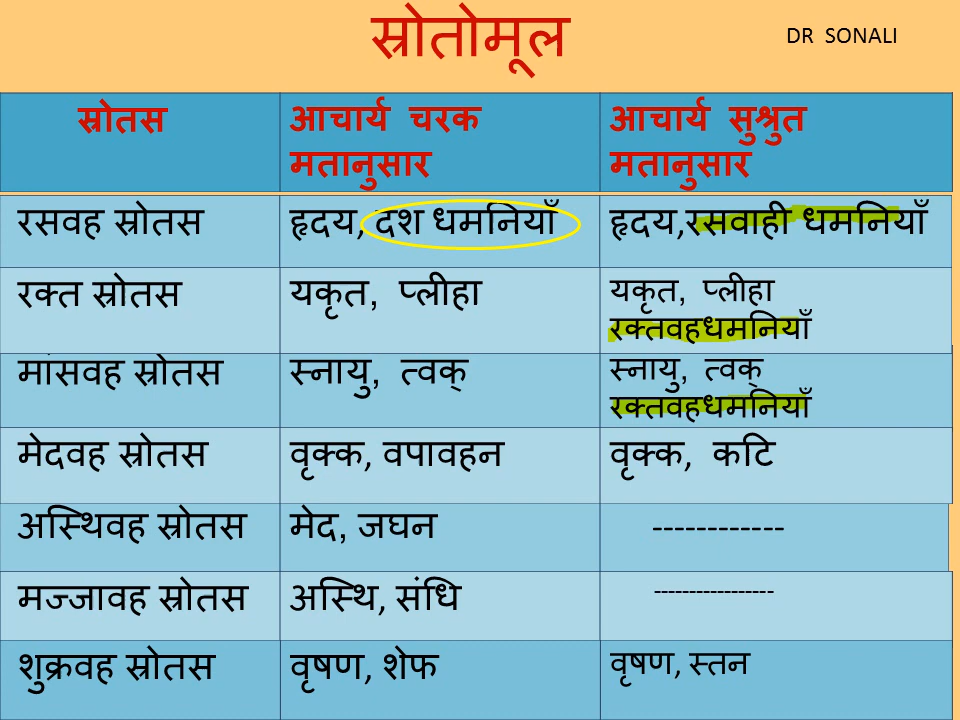 स्रोतोमूल
DR SONALI
स्रोतस
आचार्य चरक
मतानुसार
आचार्य सुश्रुत
मतानुसार
रसवह स्रोतस
हृदय, दश धमनियाँ
हृदय,रसवाही धमनियाँ
रक्त स्रोतस
यकृत, प्लीहा
यकृत, प्लीहा
रक्तवहधमनियाँ
मांसवह स्रोतस
स्नायु, त्वक्
स्नायु, त्वक्
रक्तवहधमनियाँ
मेदवह स्रोतस
वृक्क, वपावहन
वृक्क, कटि
अस्थिवह स्रोतस
मेद, जघन
------------
मज्जावह स्रोतस
अस्थि, संधि
-----------------
शुक्रवह स्रोतस
वृषण, शेफ
वृषण, स्तन